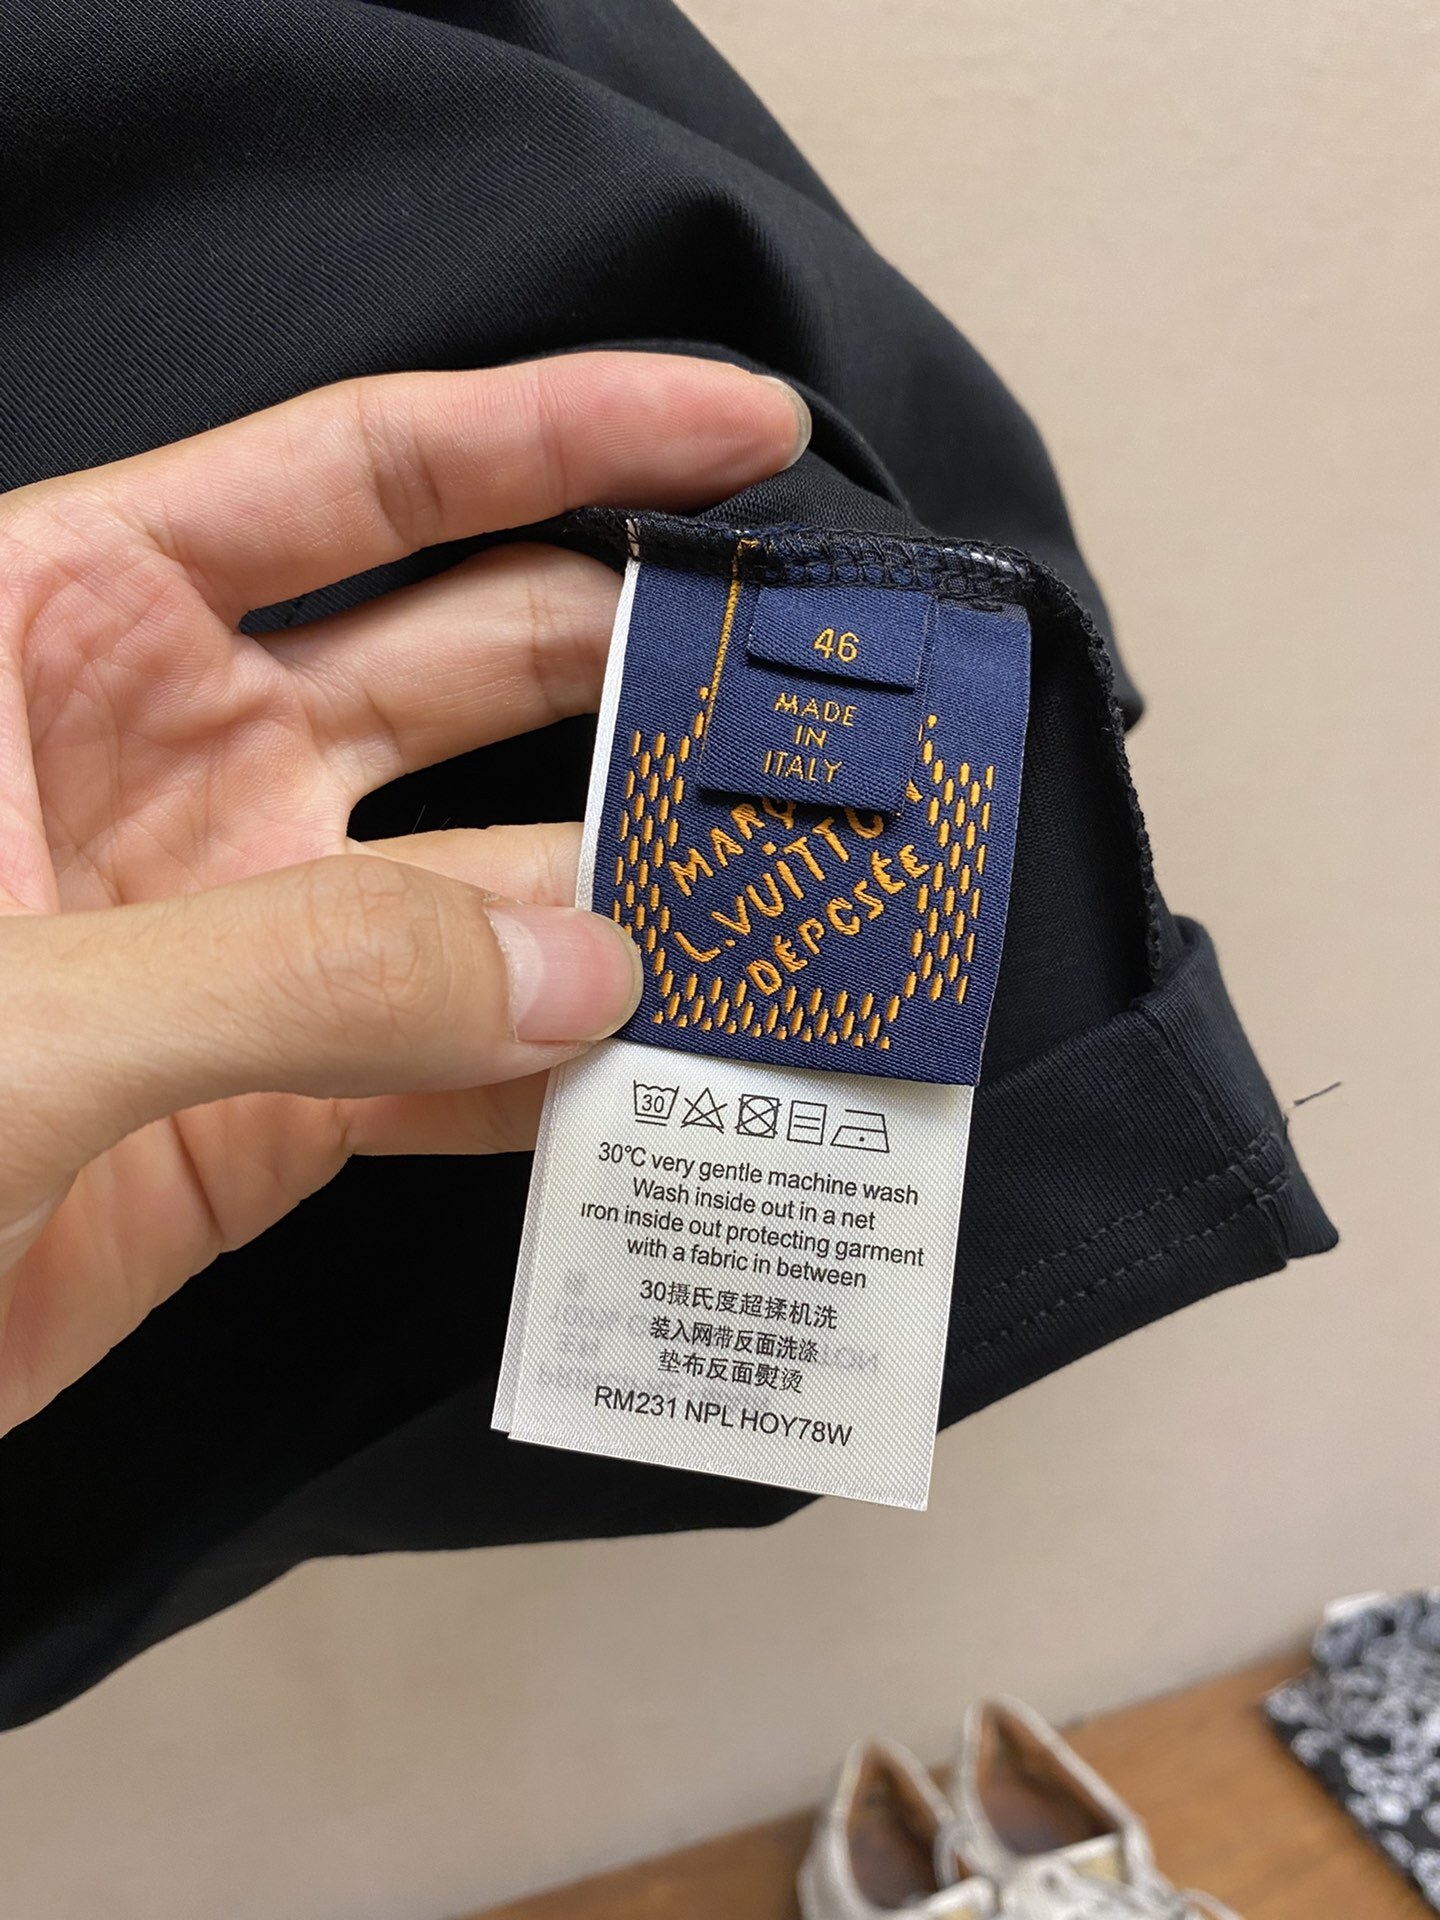 46
MADE
IN
ITALY
L.VUITTO
DÉPOSÉE
30
30°C very gentle machine wash
Wash inside out in a net
Iron inside out protecting garment
with a fabric in between
30摄氏度超揉机洗
装入网带反面洗涤
垫布反面熨烫
RM231 NPL HOY78W